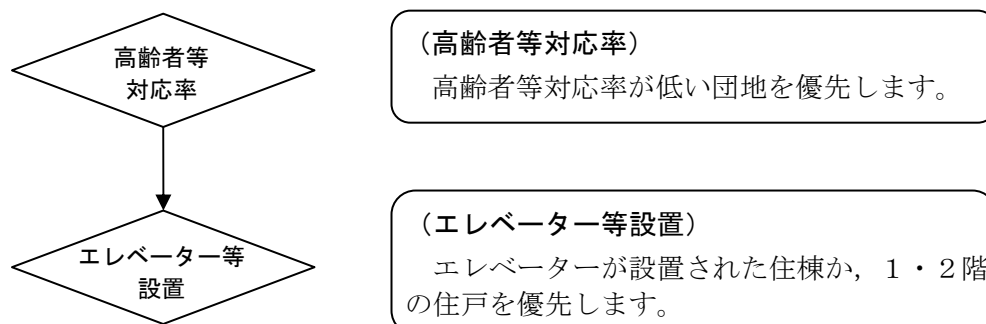 高齢者等
対応率
（高齢者等対応率）
高齢者等対応率が低い団地を優先します。
エレベーター等
設置
（エレベーター等設置）
エレベーターが設置された住棟か，１・２階
の住戸を優先します。